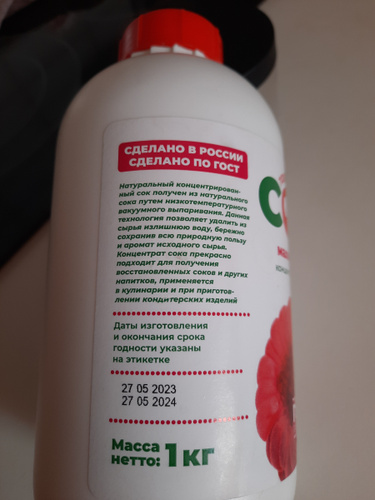 СДЕЛАНО В РОССИИ
СДЕЛАНО ПО ГОСТ
Натуральный концентрирован-
ный сок получен из натурального
сока путем низкотемпературного
вакуумного выпаривания. Данная
технология позволяет удалить из
сырья излишнюю воду, бережно
сохранив всю природную пользу
и аромат исходного сырья.
Концентрат сока прекрасно
подходит для получения
восстановленных соков и других
напитков, применяется
в кулинарии и при приготов-
лении кондитерских изделий
Даты изготовления
и окончания срока
годности указаны
на этикетке
27 05 2023
27 05 2024
Масса
нетто: 1 кг